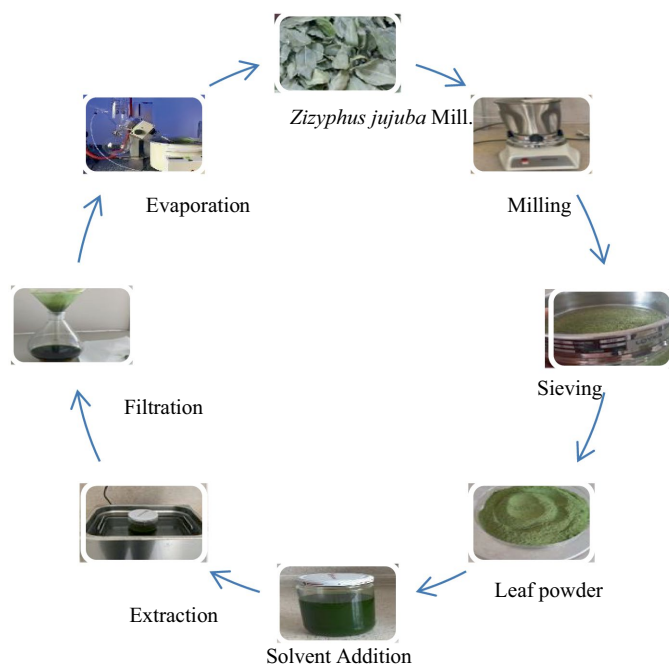 Zizyphus jujuba Mill.
Milling
Sieving
Leaf powder
Solvent Addition
Extraction
Filtration
Evaporation